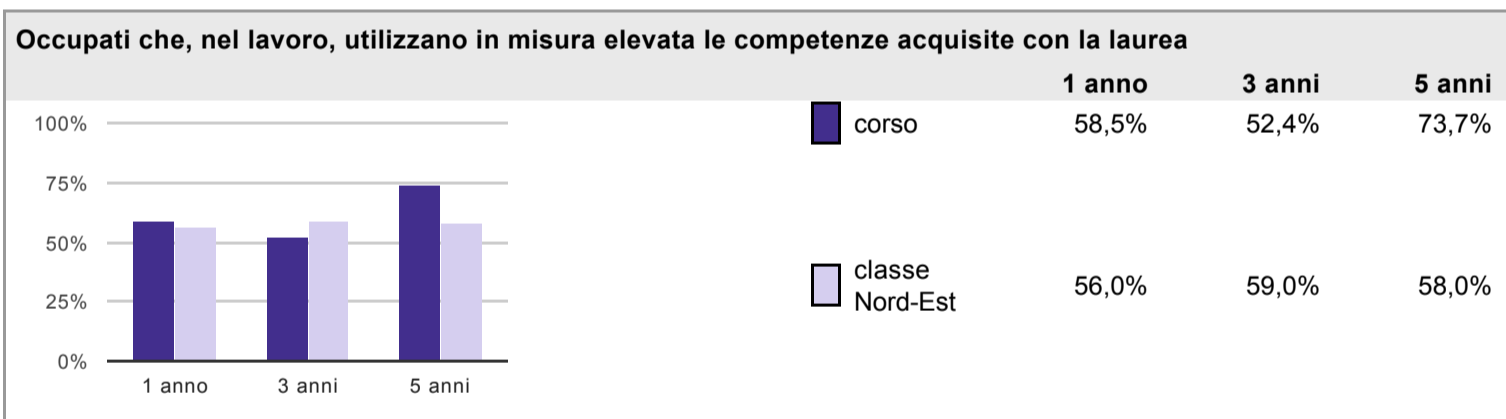 Occupati che, nel lavoro, utilizzano in misura elevata le competenze acquisite con la laurea
1 anno 3 anni 5 anni
100%
75%
50%
25%
0%
1 anno 3 anni 5 anni
corso 58,5% 52,4% 73,7%
classe
Nord-Est 56,0% 59,0% 58,0%